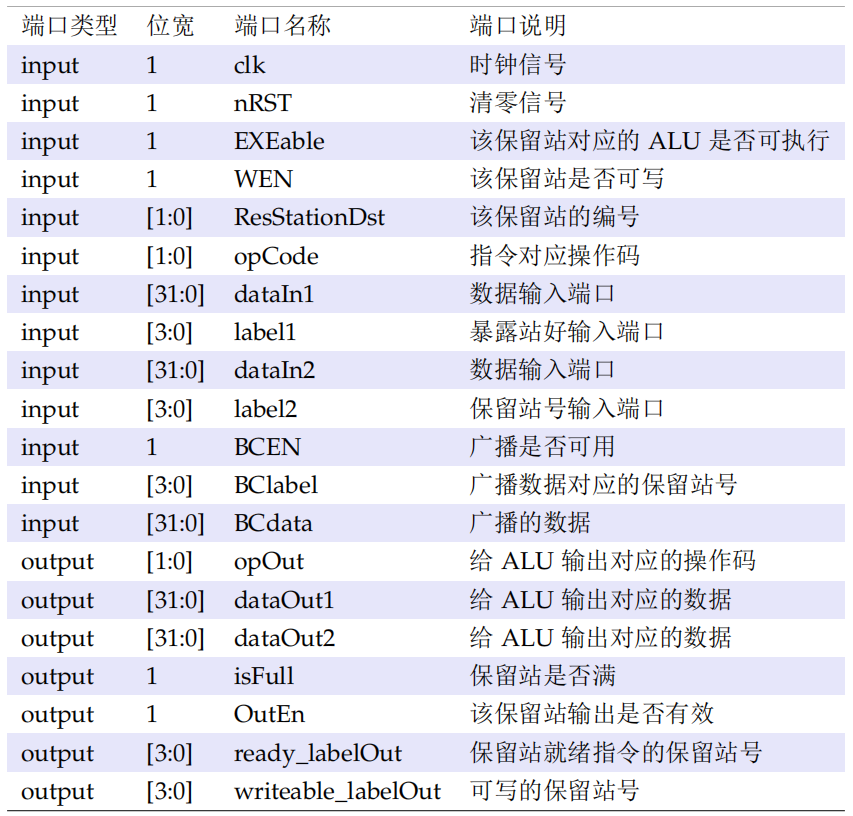 端口类型 位宽 端口名称 端口说明
input 1 clk 时钟信号
input 1 nRST 清零信号
input 1 EXEable 该保留站对应的 ALU 是否可执行
input 1 WEN 该保留站是否可写
input [1:0] ResStationDst 该保留站的编号
input [1:0] opCode 指令对应操作码
input [31:0] dataIn1 数据输入端口
input [3:0] label1 暴露站好输入端口
input [31:0] dataIn2 数据输入端口
input [3:0] label2 保留站号输入端口
input 1 BCEN 广播是否可用
input [3:0] BClabel 广播数据对应的保留站号
input [31:0] BCdata 广播的数据
output [1:0] opOut 给 ALU 输出对应的操作码
output [31:0] dataOut1 给 ALU 输出对应的数据
output [31:0] dataOut2 给 ALU 输出对应的数据
output 1 isFull 保留站是否满
output 1 OutEn 该保留站输出是否有效
output [3:0] ready_labelOut 保留站就绪指令的保留站号
output [3:0] writeable_labelOut 可写的保留站号